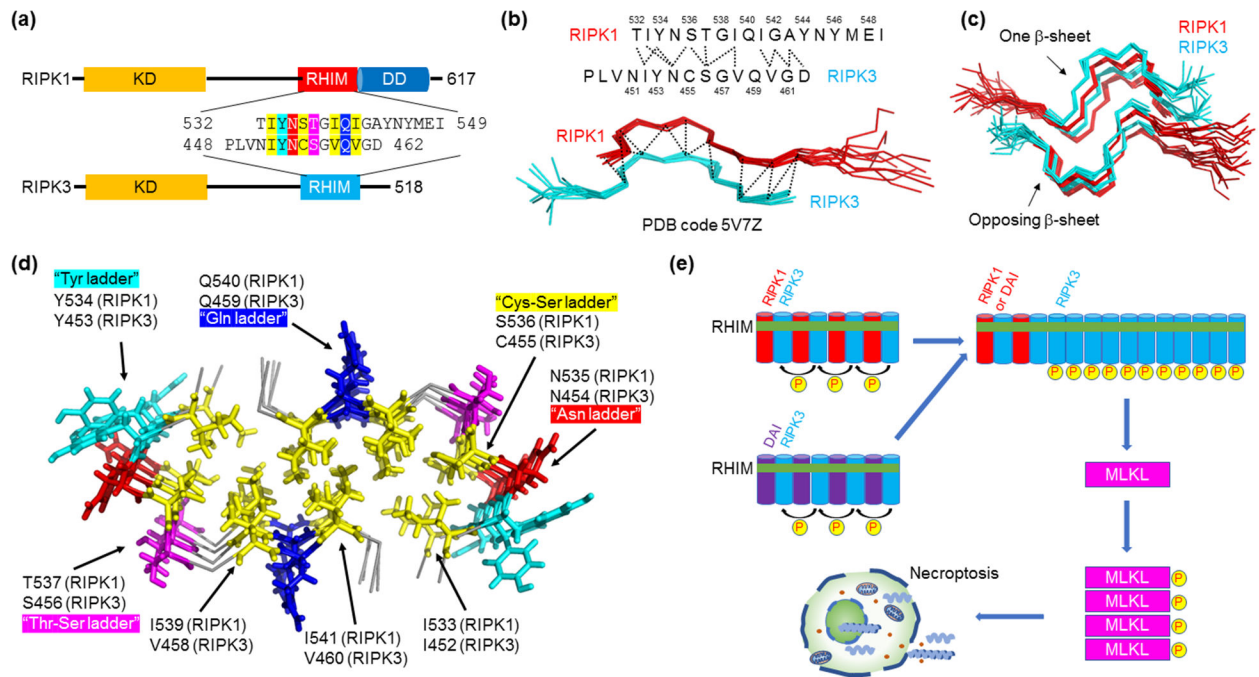 (a)
RIPK1 KD RHIM DD 617
532 TIYNSTGIQIGAYNYMEI 549
448 PLVNIYNCSGVQVGD 462
RIPK3 KD RHIM 518
(b)
532 534 536 538 540 542 544 546 548
RIPK1 TIYNSTGIQIGAYNYMEI
PLVNIYNCSGVQVGD RIPK3
451 453 455 457 459 461
RIPK1
RIPK3
PDB code 5V7Z
(c)
RIPK1
RIPK3
One β-sheet
Opposing β-sheet
(d)
"Tyr ladder"
Y534 (RIPK1)
Y453 (RIPK3)
Q540 (RIPK1)
Q459 (RIPK3)
"Gln ladder"
"Cys-Ser ladder"
S536 (RIPK1)
C455 (RIPK3)
N535 (RIPK1)
N454 (RIPK3)
"Asn ladder"
T537 (RIPK1)
S456 (RIPK3)
"Thr-Ser ladder"
I539 (RIPK1)
V458 (RIPK3)
I541 (RIPK1)
V460 (RIPK3)
I533 (RIPK1)
I452 (RIPK3)
(e)
RIPK1
RIPK3
RHIM
P P P
RIPK1
or DAI
RIPK3
P P P P P P P P P P P
DAI
RIPK3
RHIM
P P P
MLKL
MLKL P
MLKL P
MLKL P
MLKL P
Necroptosis